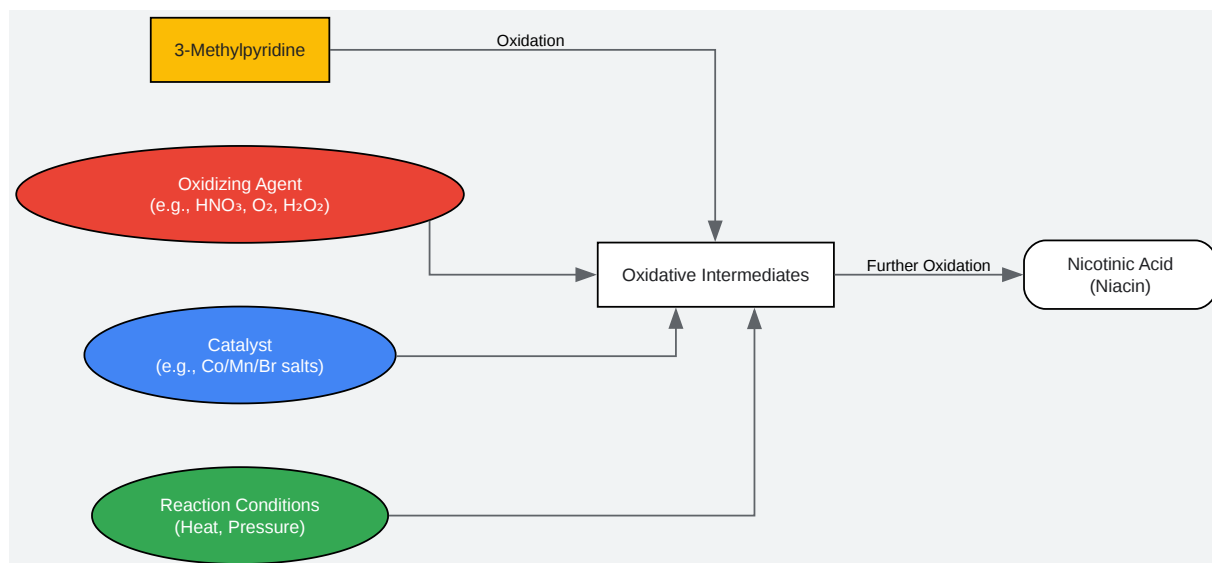 3-Methylpyridine
Oxidation
Oxidizing Agent
(e.g., HNO₃, O₂, H₂O₂)
Oxidative Intermediates
Further Oxidation
Nicotinic Acid
(Niacin)
Catalyst
(e.g., Co/Mn/Br salts)
Reaction Conditions
(Heat, Pressure)